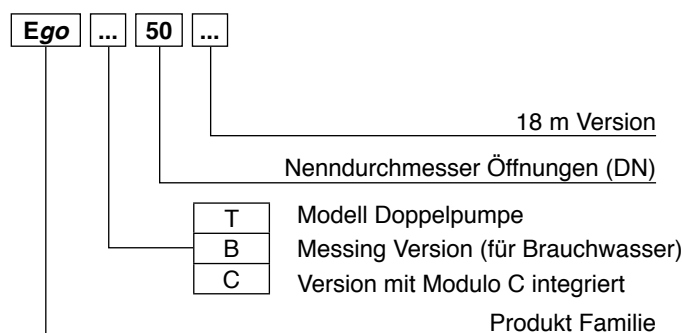 Ego ... 50 ...
18 m Version
Nenndurchmesser Öffnungen (DN)
T Modell Doppelpumpe
B Messing Version (für Brauchwasser)
C Version mit Modulo C integriert
Produkt Familie